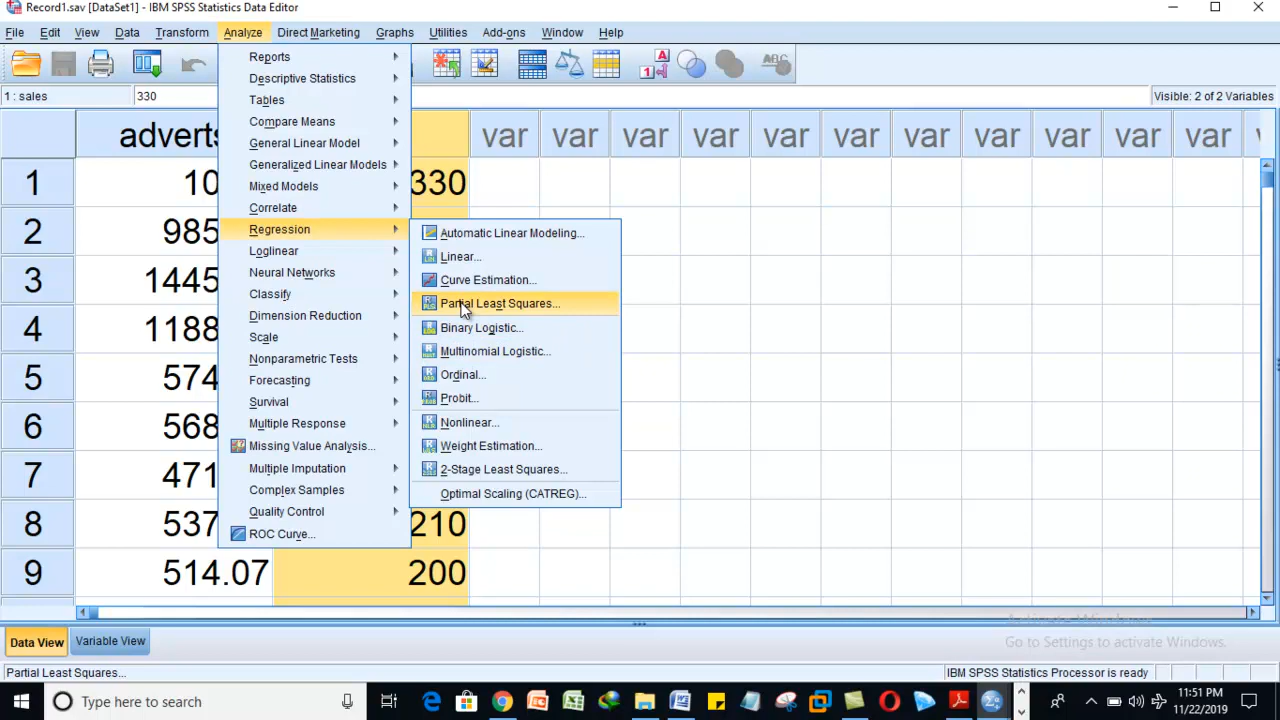 Record1.sav [DataSet1] - IBM SPSS Statistics Data Editor
File Edit View Data Transform Analyze Direct Marketing Graphs Utilities Add-ons Window Help
1 : sales 330 Visible: 2 of 2 Variables
adverts var var var var var var var var var var var
1 10 330
2 985
3 1445
4 1188
5 574
6 568
7 471
8 537 210
9 514.07 200
Reports
Descriptive Statistics
Tables
Compare Means
General Linear Model
Generalized Linear Models
Mixed Models
Correlate
Regression
Loglinear
Neural Networks
Classify
Dimension Reduction
Scale
Nonparametric Tests
Forecasting
Survival
Multiple Response
Missing Value Analysis...
Multiple Imputation
Complex Samples
Quality Control
ROC Curve...
Automatic Linear Modeling...
Linear...
Curve Estimation...
Partial Least Squares...
Binary Logistic...
Multinomial Logistic...
Ordinal...
Probit...
Nonlinear...
Weight Estimation...
2-Stage Least Squares...
Optimal Scaling (CATREG)...
Go to Settings to activate Windows.
Data View Variable View
Partial Least Squares... IBM SPSS Statistics Processor is ready
Type here to search
11:51 PM
11/22/2019